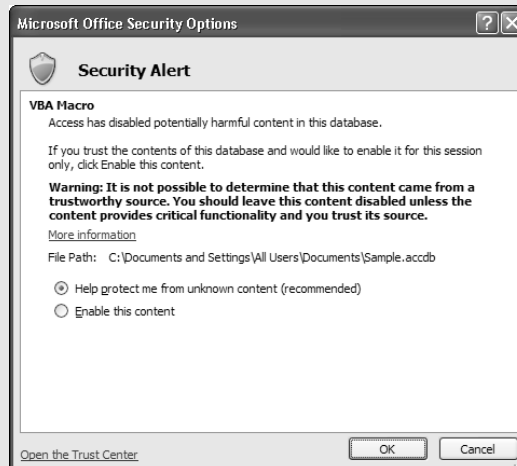 Microsoft Office Security Options
?
X
Security Alert
VBA Macro
Access has disabled potentially harmful content in this database.
If you trust the contents of this database and would like to enable it for this session
only, click Enable this content.
Warning: It is not possible to determine that this content came from a
trustworthy source. You should leave this content disabled unless the
content provides critical functionality and you trust its source.
More information
File Path: C:\Documents and Settings\All Users\Documents\Sample.accdb
Help protect me from unknown content (recommended)
Enable this content
Open the Trust Center
OK
Cancel